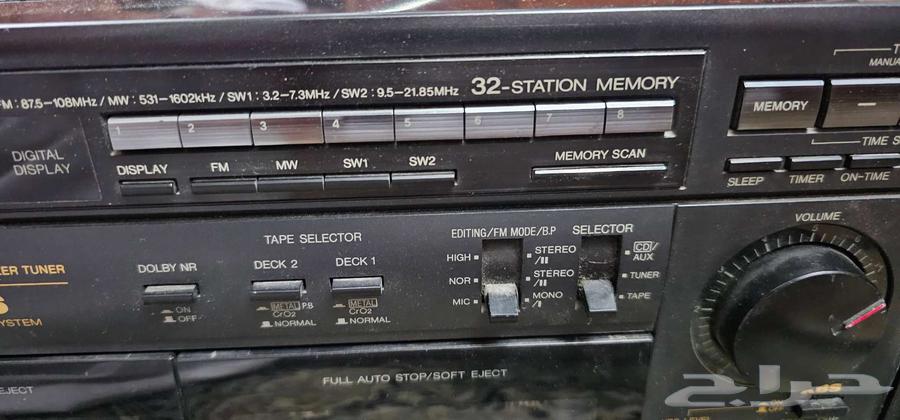 FM : 87.5-108MHz / MW : 531-1602kHz / SW1 : 3.2-7.3MHz / SW2 : 9.5-21.85MHz
32-STATION MEMORY
MANUAL
1 2 3 4 5 6 7 8
MEMORY −
DIGITAL
DISPLAY
DISPLAY FM MW SW1 SW2
MEMORY SCAN
TIME S
SLEEP TIMER ON-TIME
TAPE SELECTOR
EDITING/FM MODE/B.P
SELECTOR
VOLUME
DOLBY NR
DECK 2
DECK 1
HIGH
NOR
MIC
STEREO
/II
STEREO
/II
MONO
/I
CD/
AUX
TUNER
TAPE
ER TUNER
S
SYSTEM
ON
OFF
METAL P.B
CrO2
NORMAL
METAL
CrO2
NORMAL
EJECT
FULL AUTO STOP/SOFT EJECT
حراج